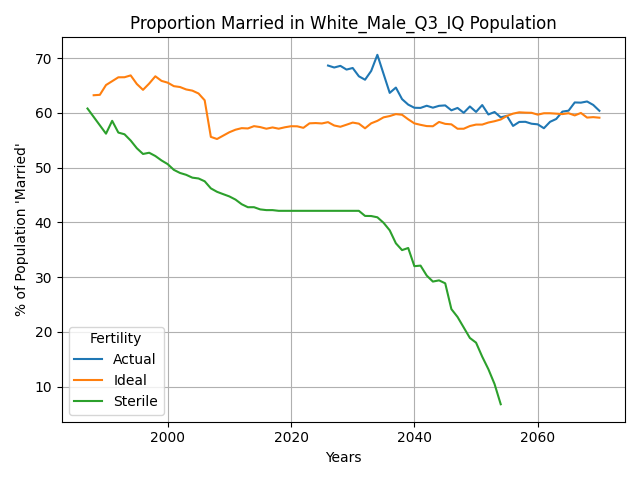 Proportion Married in White_Male_Q3_IQ Population
% of Population 'Married'
70
60
50
40
30
20
10
Fertility
Actual
Ideal
Sterile
2000 2020 2040 2060
Years